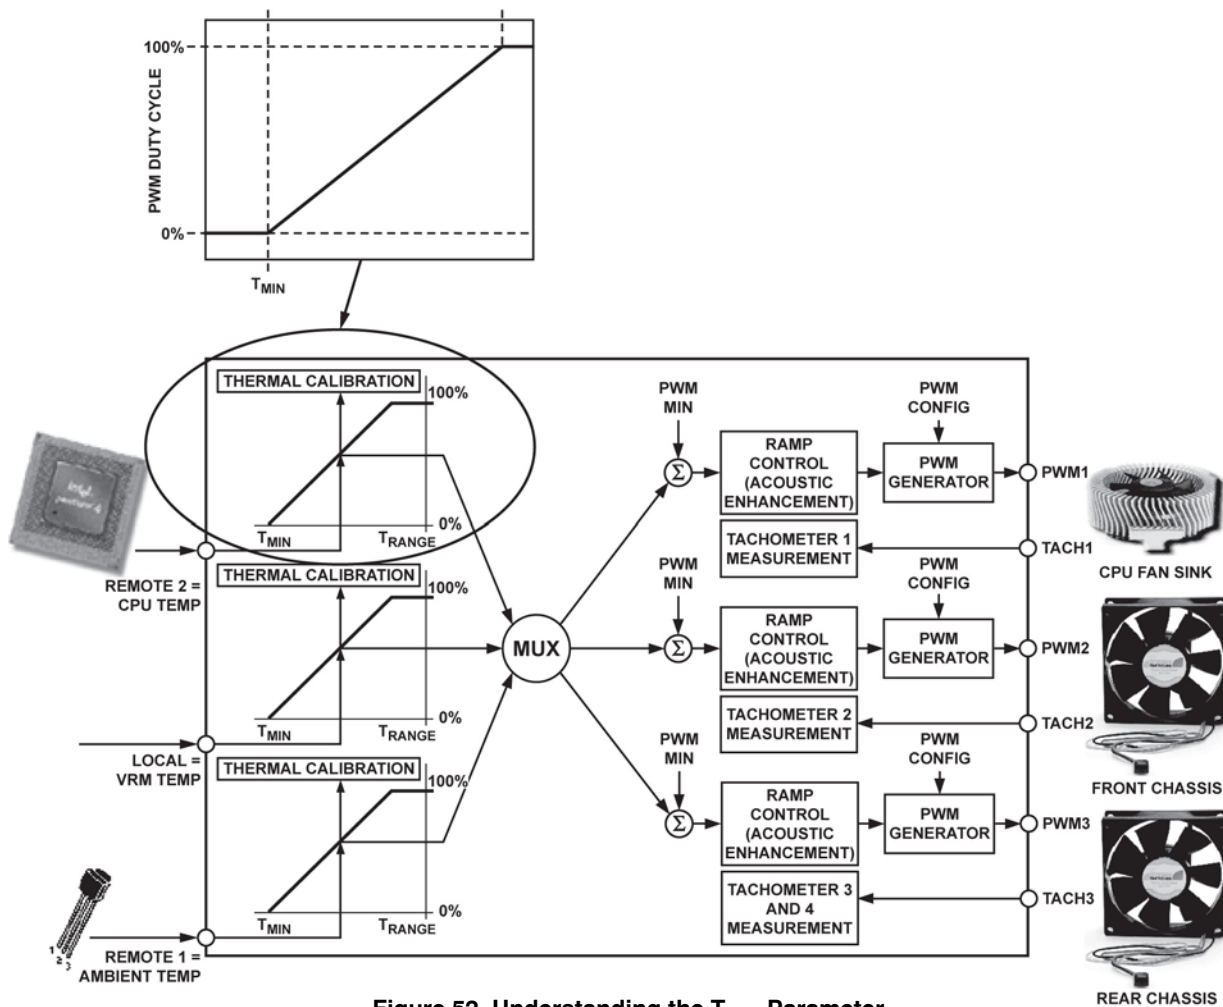 100%
PWM DUTY CYCLE
0%
TMIN
THERMAL CALIBRATION
100%
TMIN
TRANGE
0%
REMOTE 2 =
CPU TEMP
THERMAL CALIBRATION
100%
TMIN
TRANGE
0%
LOCAL =
VRM TEMP
THERMAL CALIBRATION
100%
TMIN
TRANGE
0%
REMOTE 1 =
AMBIENT TEMP
1
2
3
MUX
PWM
MIN
Σ
RAMP
CONTROL
(ACOUSTIC
ENHANCEMENT)
PWM
CONFIG
PWM
GENERATOR
PWM1
TACHOMETER 1
MEASUREMENT
TACH1
CPU FAN SINK
PWM
MIN
Σ
RAMP
CONTROL
(ACOUSTIC
ENHANCEMENT)
PWM
CONFIG
PWM
GENERATOR
PWM2
TACHOMETER 2
MEASUREMENT
TACH2
FRONT CHASSIS
PWM
MIN
Σ
RAMP
CONTROL
(ACOUSTIC
ENHANCEMENT)
PWM
CONFIG
PWM
GENERATOR
PWM3
TACHOMETER 3
AND 4
MEASUREMENT
TACH3
REAR CHASSIS
Figure 52. Understanding the T Parameter